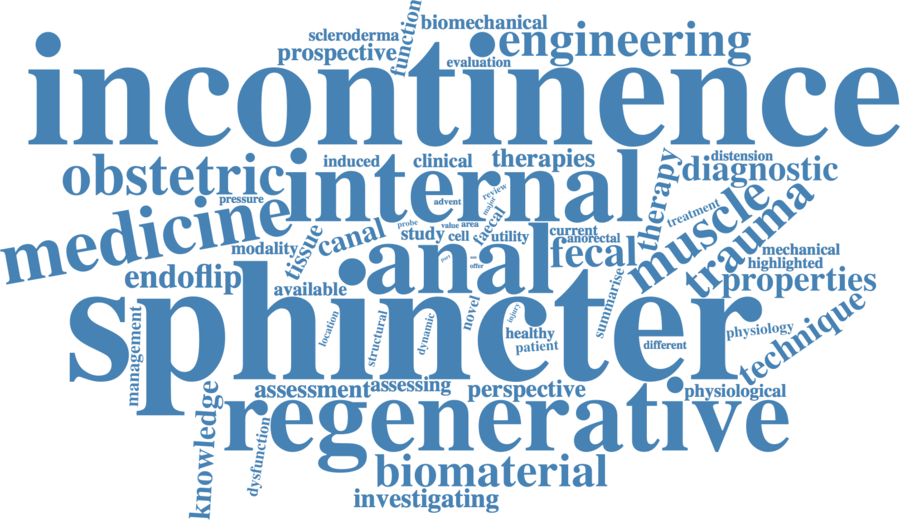 biomechanical
scleroderma
function
prospective
engineering
evaluation
incontinence
obstetric
induced
clinical
therapies
distension
diagnostic
internal
therapy
pressure
advent
review
major
muscle
trauma
treatment
medicine
modality
tissue
canal
probe
value
area
faecal
study
cell
utility
current
anorectal
anal
fecal
mechanical
highlighted
properties
endoflip
available
offer
summarise
sphincter
management
location
structural
dynamic
novel
injury
healthy
patient
different
physiology
technique
assessment
assessing
perspective
physiological
regenerative
knowledge
dysfunction
biomaterial
investigating